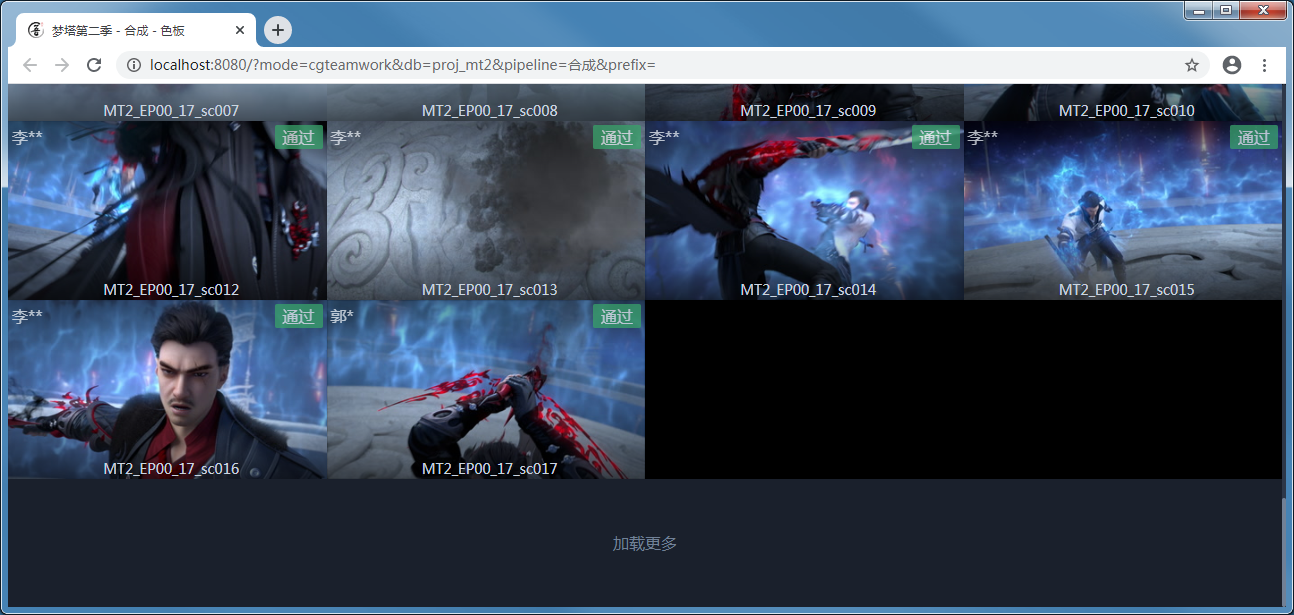 梦塔第二季 - 合成 - 色板
localhost:8080/?mode=cgteamwork&db=proj_mt2&pipeline=合成&prefix=
MT2_EP00_17_sc007
MT2_EP00_17_sc008
MT2_EP00_17_sc009
MT2_EP00_17_sc010
李** 通过
李** 通过
李** 通过
李** 通过
MT2_EP00_17_sc012
MT2_EP00_17_sc013
MT2_EP00_17_sc014
MT2_EP00_17_sc015
李** 通过
郭* 通过
MT2_EP00_17_sc016
MT2_EP00_17_sc017
加载更多